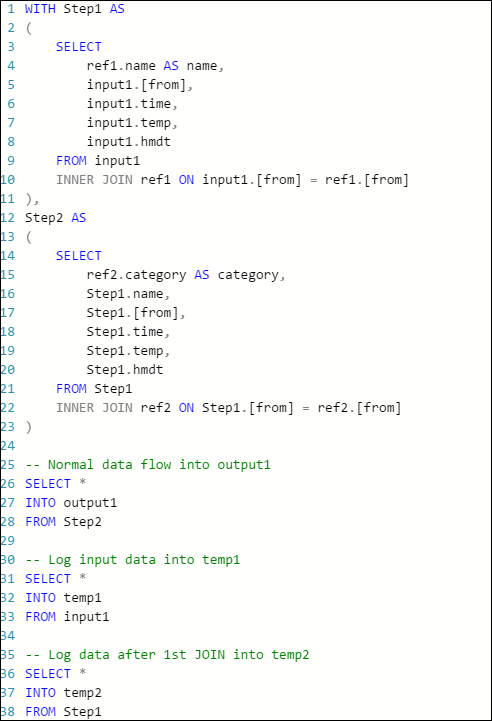 1 WITH Step1 AS
2 (
3     SELECT
4         ref1.name AS name,
5         input1.[from],
6         input1.time,
7         input1.temp,
8         input1.hmdt
9     FROM input1
10     INNER JOIN ref1 ON input1.[from] = ref1.[from]
11 ),
12 Step2 AS
13 (
14     SELECT
15         ref2.category AS category,
16         Step1.name,
17         Step1.[from],
18         Step1.time,
19         Step1.temp,
20         Step1.hmdt
21     FROM Step1
22     INNER JOIN ref2 ON Step1.[from] = ref2.[from]
23 )
24
25 -- Normal data flow into output1
26 SELECT *
27 INTO output1
28 FROM Step2
29
30 -- Log input data into temp1
31 SELECT *
32 INTO temp1
33 FROM input1
34
35 -- Log data after 1st JOIN into temp2
36 SELECT *
37 INTO temp2
38 FROM Step1